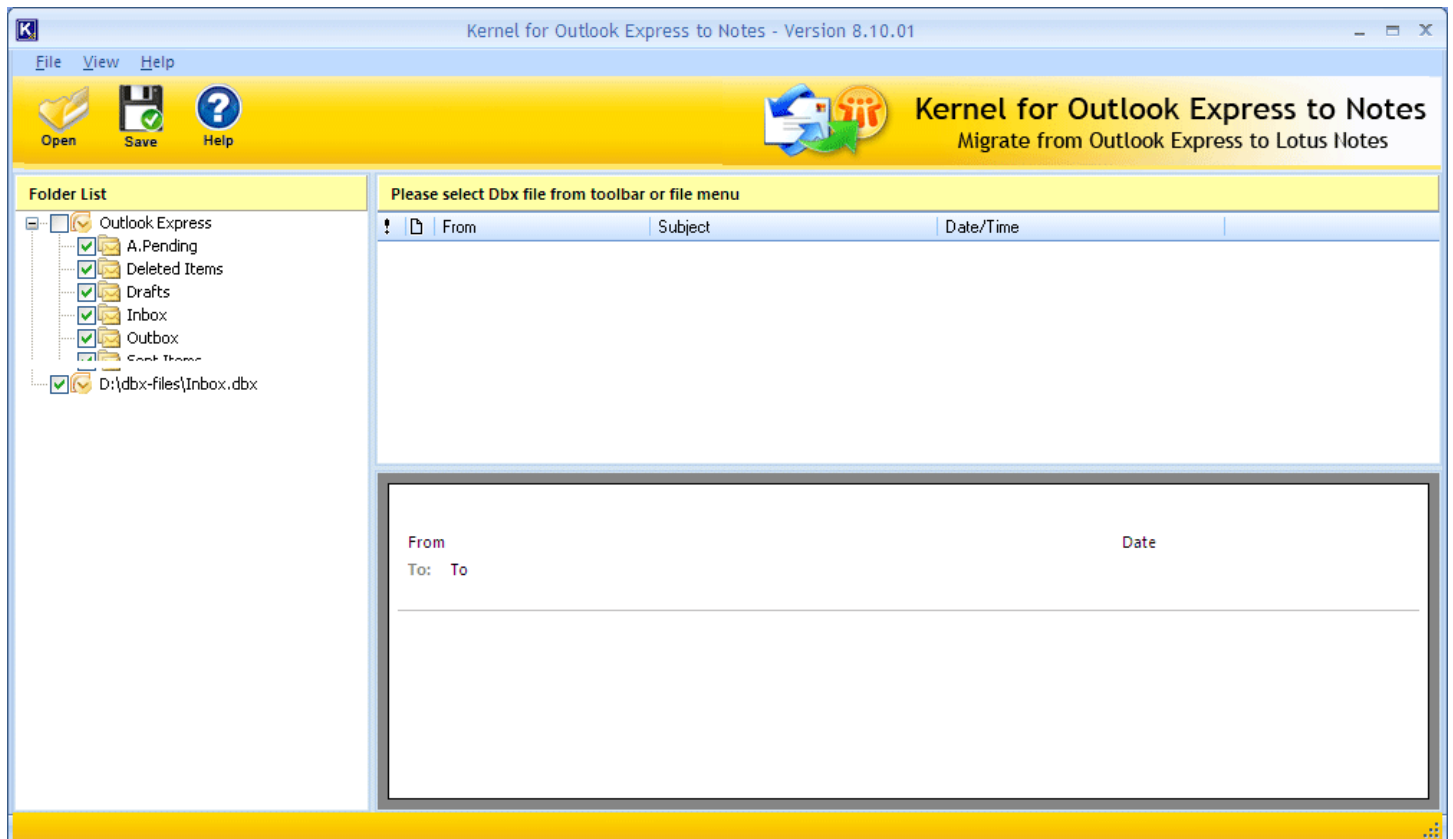 Kernel for Outlook Express to Notes - Version 8.10.01
File View Help
Open Save Help
Kernel for Outlook Express to Notes
Migrate from Outlook Express to Lotus Notes
Folder List
Please select Dbx file from toolbar or file menu
Outlook Express
! From Subject Date/Time
A.Pending
Deleted Items
Drafts
Inbox
Outbox
Sent Items
D:\dbx-files\Inbox.dbx
From Date
To: To